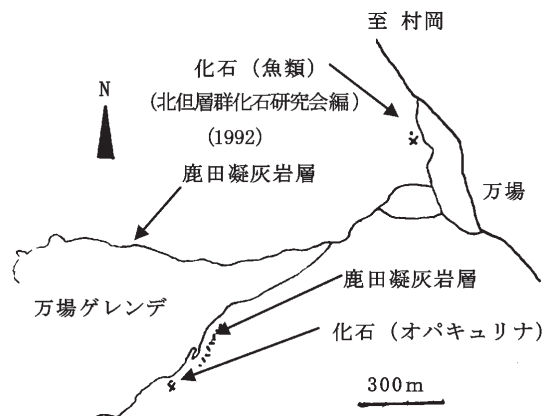 至 村岡
化石（魚類）
（北但層群化石研究会編）
(1992)
N
鹿田凝灰岩層
万場
鹿田凝灰岩層
万場ゲレンデ
化石（オパキュリナ）
300m